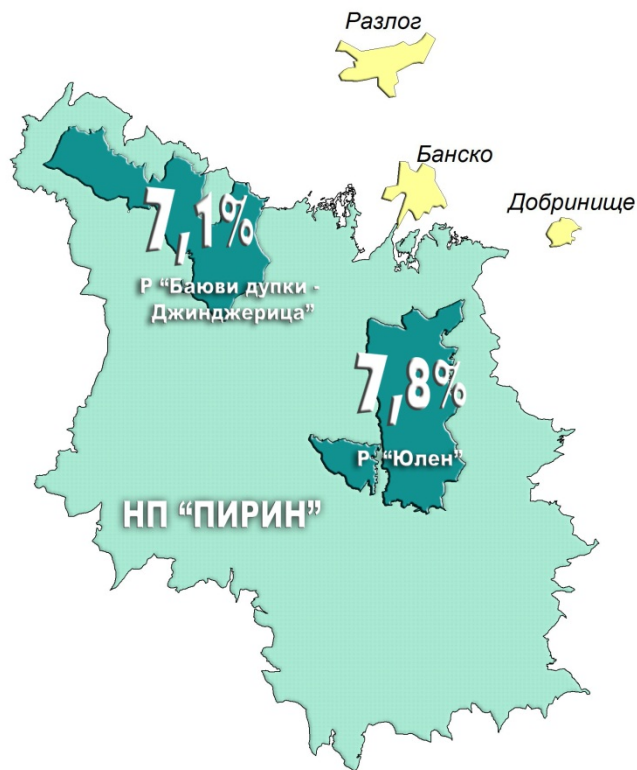 Разлог
Банско
Добринище
7,1%
Р “Баюви дупки -
Джинджерица”
7,8%
Р “Юлен”
НП “ПИРИН”